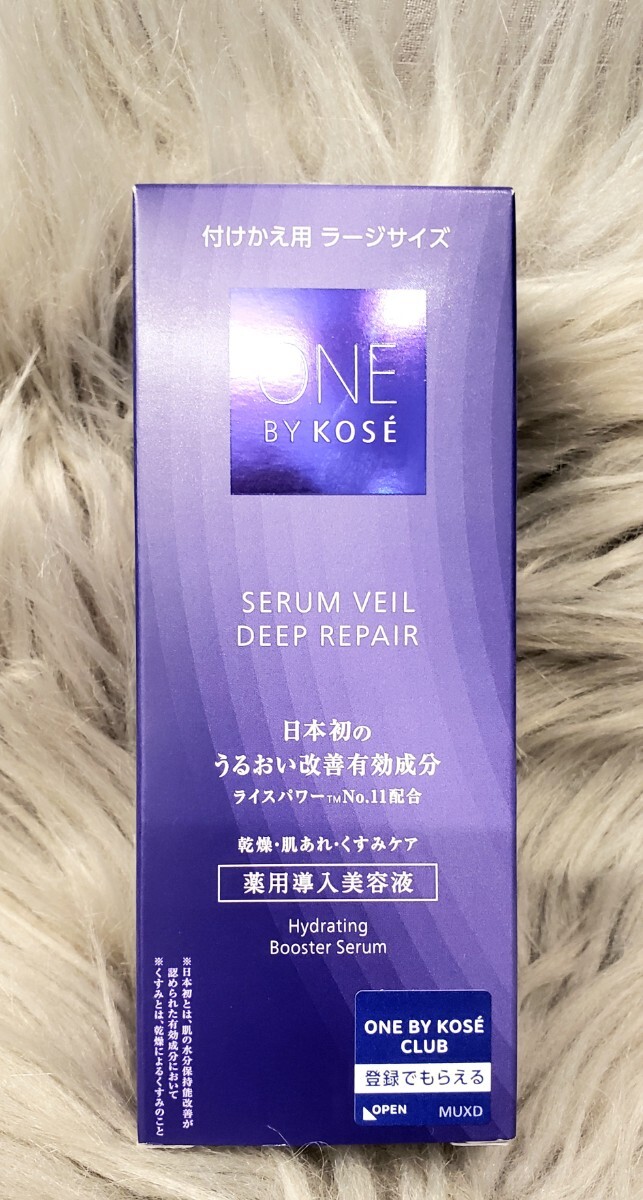 付けかえ用 ラージサイズ
ONE
BY KOSÉ
SERUM VEIL
DEEP REPAIR
日本初の
うるおい改善有効成分
ライスパワー™No.11配合
乾燥・肌あれ・くすみケア
薬用導入美容液
Hydrating
Booster Serum
※日本初とは、肌の水分保持能改善が
認められた有効成分において
※くすみとは、乾燥によるくすみのこと
ONE BY KOSÉ
CLUB
登録でもらえる
OPEN MUXD